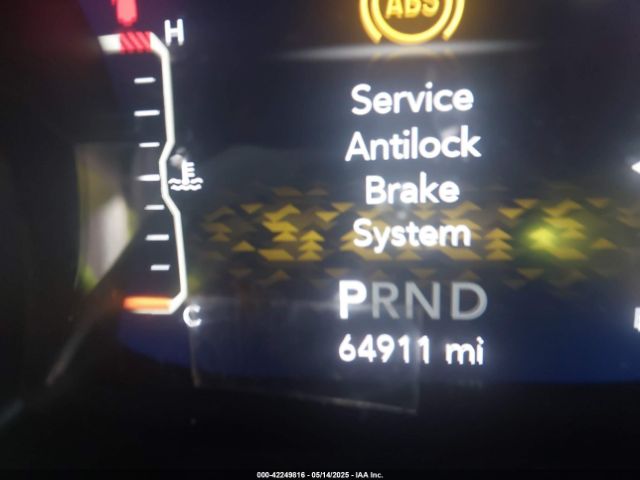 ABS
H
Service
Antilock
Brake
System
C
PRND
64911 mi
000-42249816 - 05/14/2025 - IAA Inc.